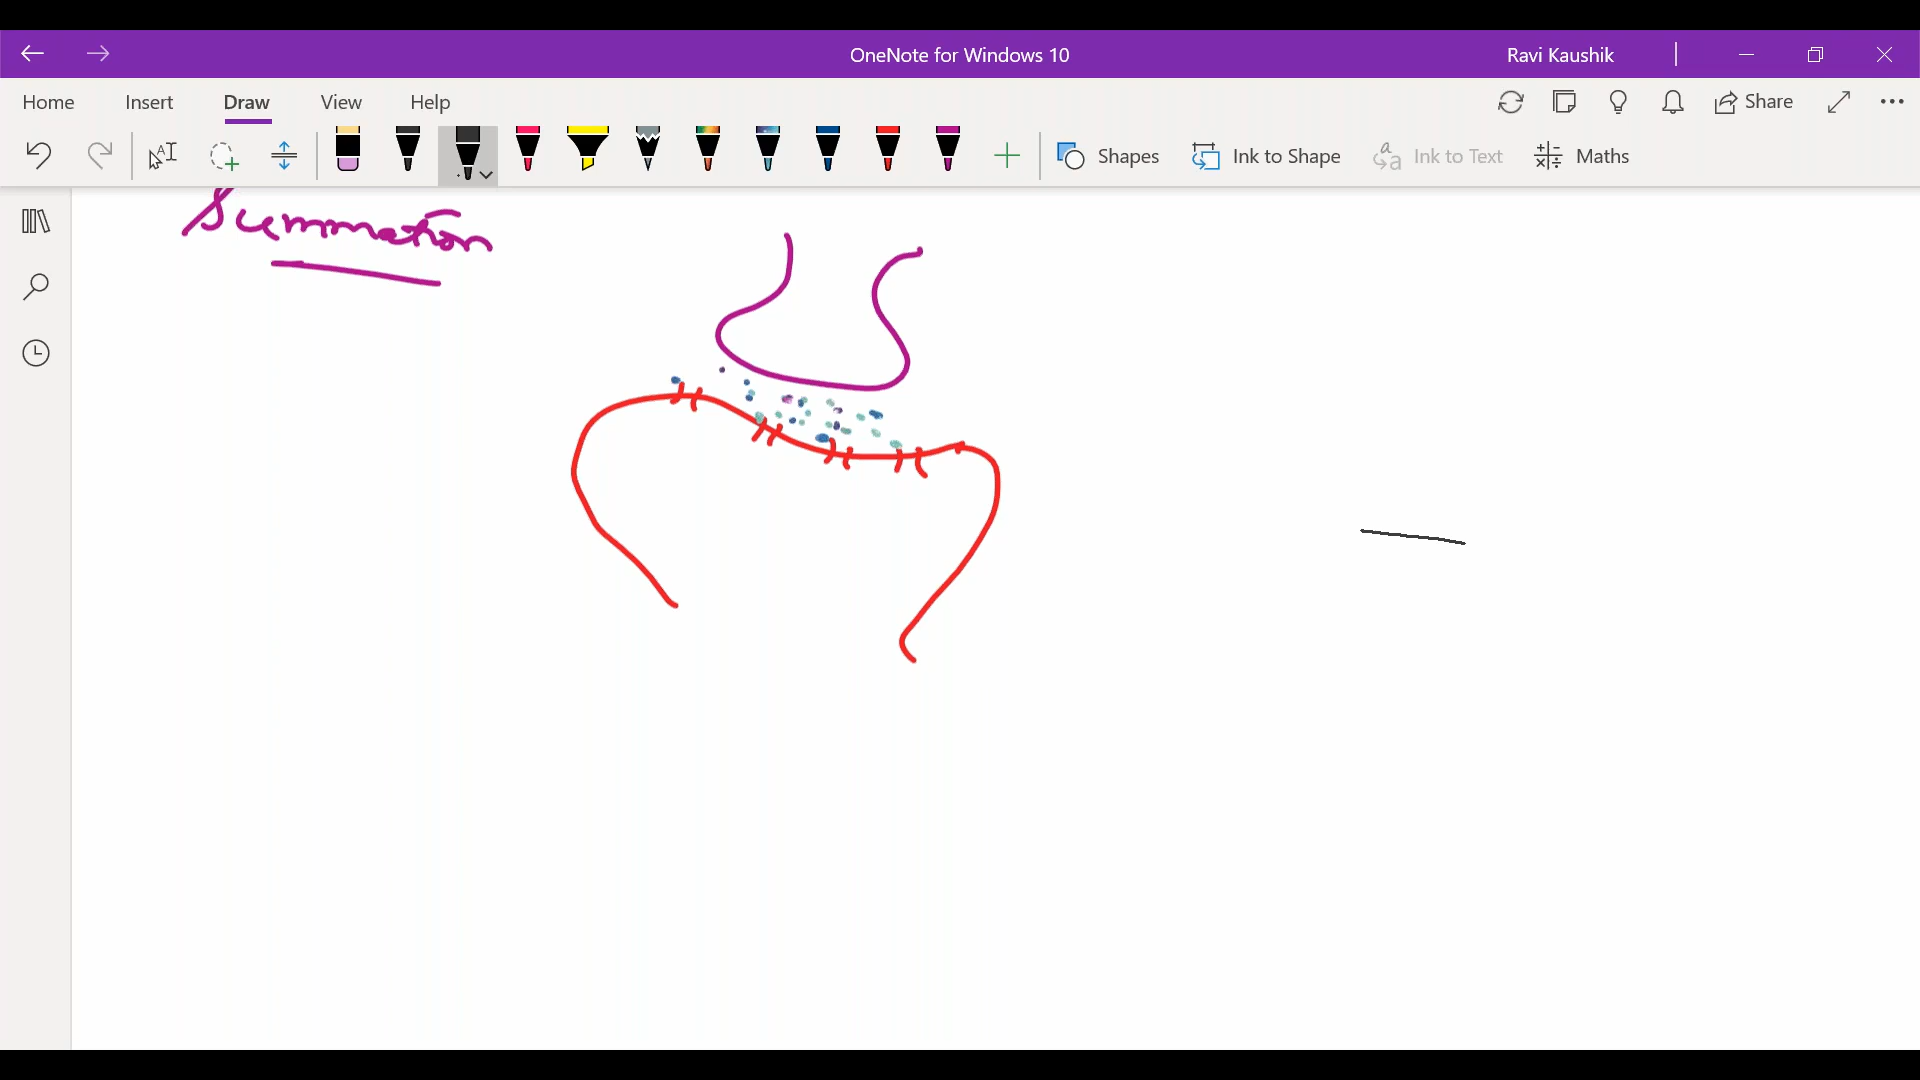 OneNote for Windows 10
Ravi Kaushik
Home Insert Draw View Help
Share
Shapes Ink to Shape Ink to Text Maths
Summation